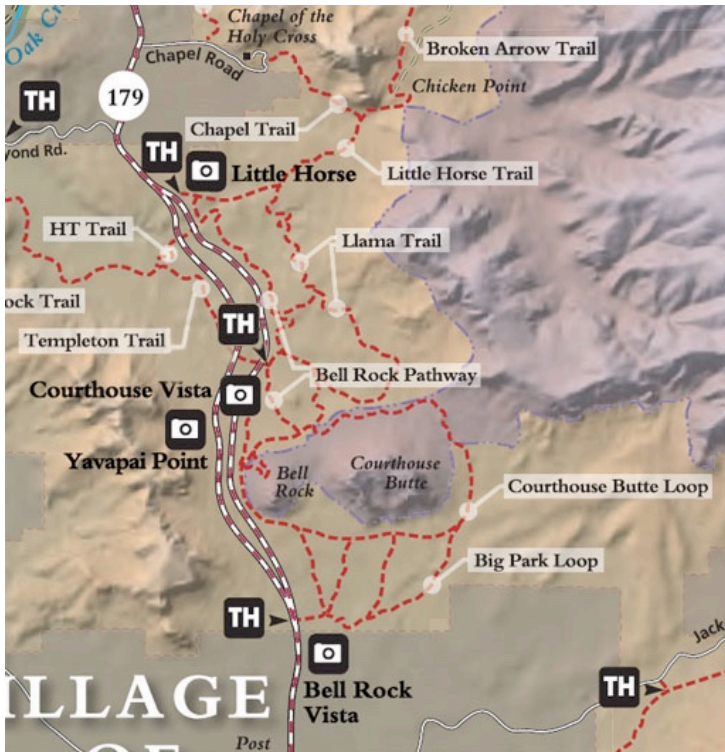 Oak Cr
Chapel of the
Holy Cross
Chapel Road
Broken Arrow Trail
Chicken Point
TH
179
Chapel Trail
yond Rd.
TH
Little Horse
Little Horse Trail
HT Trail
Llama Trail
ock Trail
TH
Templeton Trail
Bell Rock Pathway
Courthouse Vista
Yavapai Point
Bell
Rock
Courthouse
Butte
Courthouse Butte Loop
Big Park Loop
TH
Bell Rock
Vista
Jack
TH
ILLAGE
OF
Post